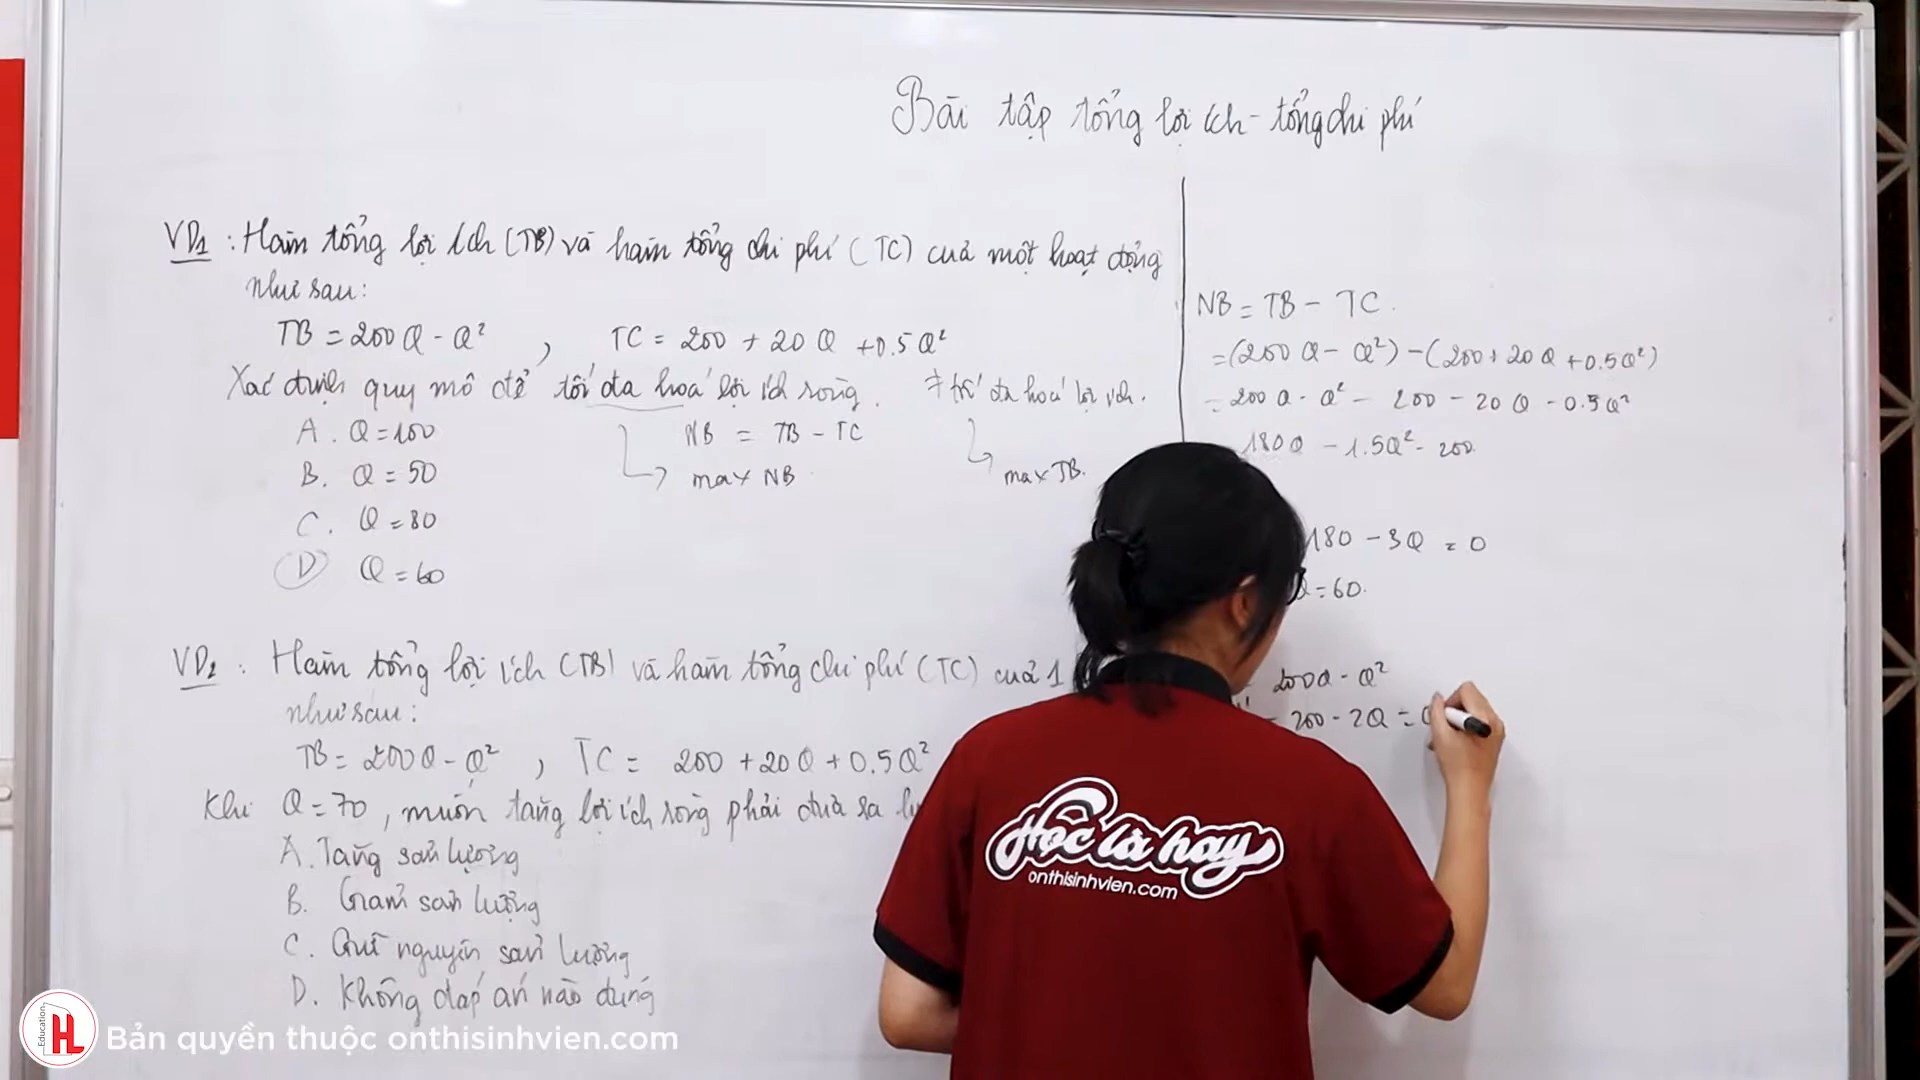 Bài tập tổng lợi ích - tổng chi phí
VD1 : Hàm tổng lợi ích (TB) và hàm tổng chi phí (TC) của một hoạt động
như sau:
TB = 200Q - Q² , TC = 200 + 20Q + 0.5Q²
Xác định quy mô để tối đa hoá lợi ích ròng. ≠ tối đa hoá lợi ích.
A. Q = 100
NB = TB - TC
B. Q = 50
max NB
max TB.
C. Q = 80
D Q = 60
VD2 : Hàm tổng lợi ích (TB) và hàm tổng chi phí (TC) của 1
như sau:
TB = 200Q - Q² , TC = 200 + 20Q + 0.5Q²
Khi Q = 70, muốn tăng lợi ích ròng phải đưa ra
A. Tăng sản lượng
B. Giảm sản lượng
C. Giữ nguyên sản lượng
D. Không đáp án nào đúng
NB = TB - TC.
= (200Q - Q²) - (200 + 20Q + 0.5Q²)
= 200Q - Q² - 200 - 20Q - 0.5Q²
180Q - 1.5Q² - 200
180 - 3Q = 0
= 60.
200Q - Q²
= 200 - 2Q = 0
Học là hay
onthisinhvien.com
HL Education
Bản quyền thuộc onthisinhvien.com